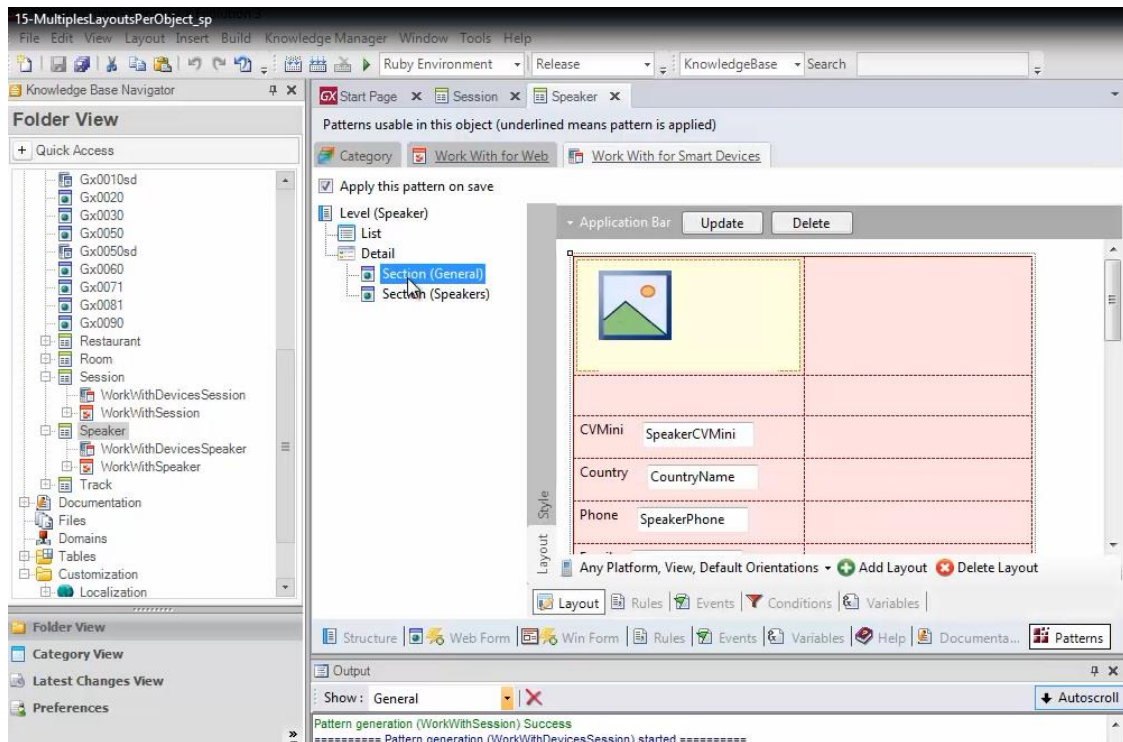 15-MultiplesLayoutsPerObject_sp
File Edit View Layout Insert Build Knowledge Manager Window Tools Help
Ruby Environment Release KnowledgeBase Search
Knowledge Base Navigator
Folder View
Quick Access
Gx0010sd
Gx0020
Gx0030
Gx0050
Gx0050sd
Gx0060
Gx0071
Gx0081
Gx0090
Restaurant
Room
Session
WorkWithDevicesSession
WorkWithSession
Speaker
WorkWithDevicesSpeaker
WorkWithSpeaker
Track
Documentation
Files
Domains
Tables
Customization
Localization
Folder View
Category View
Latest Changes View
Preferences
GX Start Page Session Speaker
Patterns usable in this object (underlined means pattern is applied)
Category Work With for Web Work With for Smart Devices
Apply this pattern on save
Level (Speaker)
List
Detail
Section (General)
Section (Speakers)
Application Bar Update Delete
CVMini SpeakerCVMini
Country CountryName
Phone SpeakerPhone
Style
Layout
Any Platform, View, Default Orientations Add Layout Delete Layout
Layout Rules Events Conditions Variables
Structure Web Form Win Form Rules Events Variables Help Documenta... Patterns
Output
Show: General Autoscroll
Pattern generation (WorkWithSession) Success
========== Pattern generation (WorkWithDevicesSession) started ==========